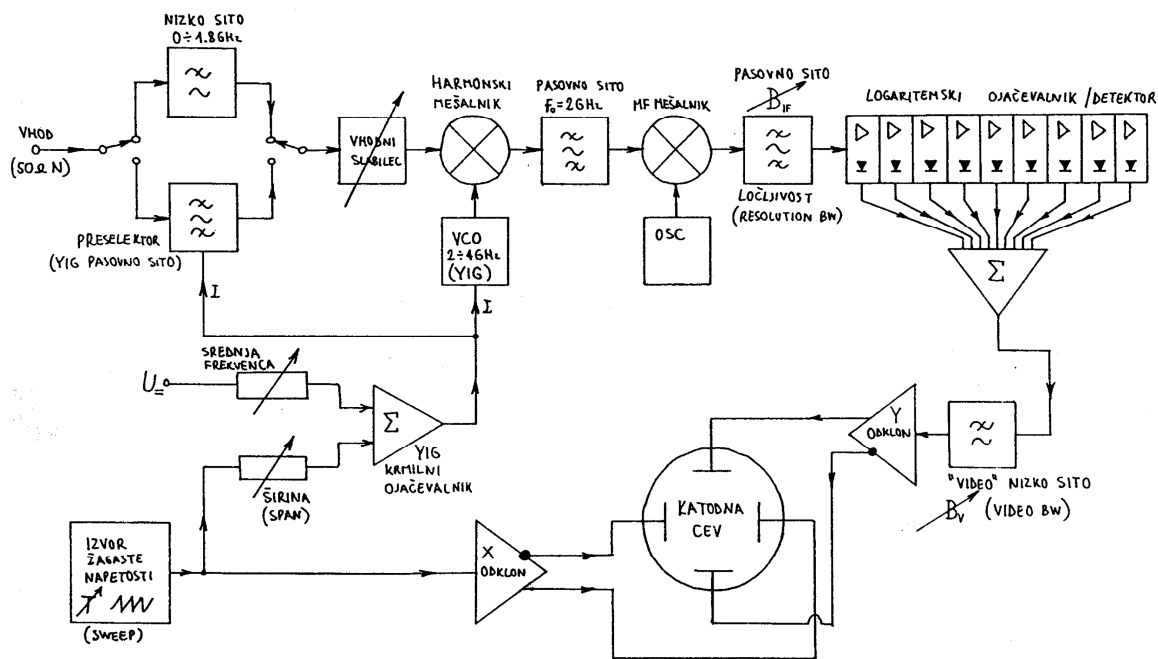 NIZKO SITO
0÷1.8GHz
VHOD
(50Ω N)
PRESELEKTOR
(YIG PASOVNO SITO)
VHODNI
SLABILEC
HARMONSKI
MEŠALNIK
VCO
2÷4GHz
(YIG)
I
I
PASOVNO SITO
f₀=2GHz
MF MEŠALNIK
OSC
PASOVNO SITO
B_IF
LOČLJIVOST
(RESOLUTION BW)
LOGARITEMSKI OJAČEVALNIK/DETEKTOR
Σ
SREDNJA
FREKVENCA
U=
Σ
YIG
KRMILNI
OJAČEVALNIK
ŠIRINA
(SPAN)
IZVOR
ŽAGASTE
NAPETOSTI
T
(SWEEP)
X
ODKLON
KATODNA
CEV
Y
ODKLON
"VIDEO" NIZKO SITO
B_V (VIDEO BW)